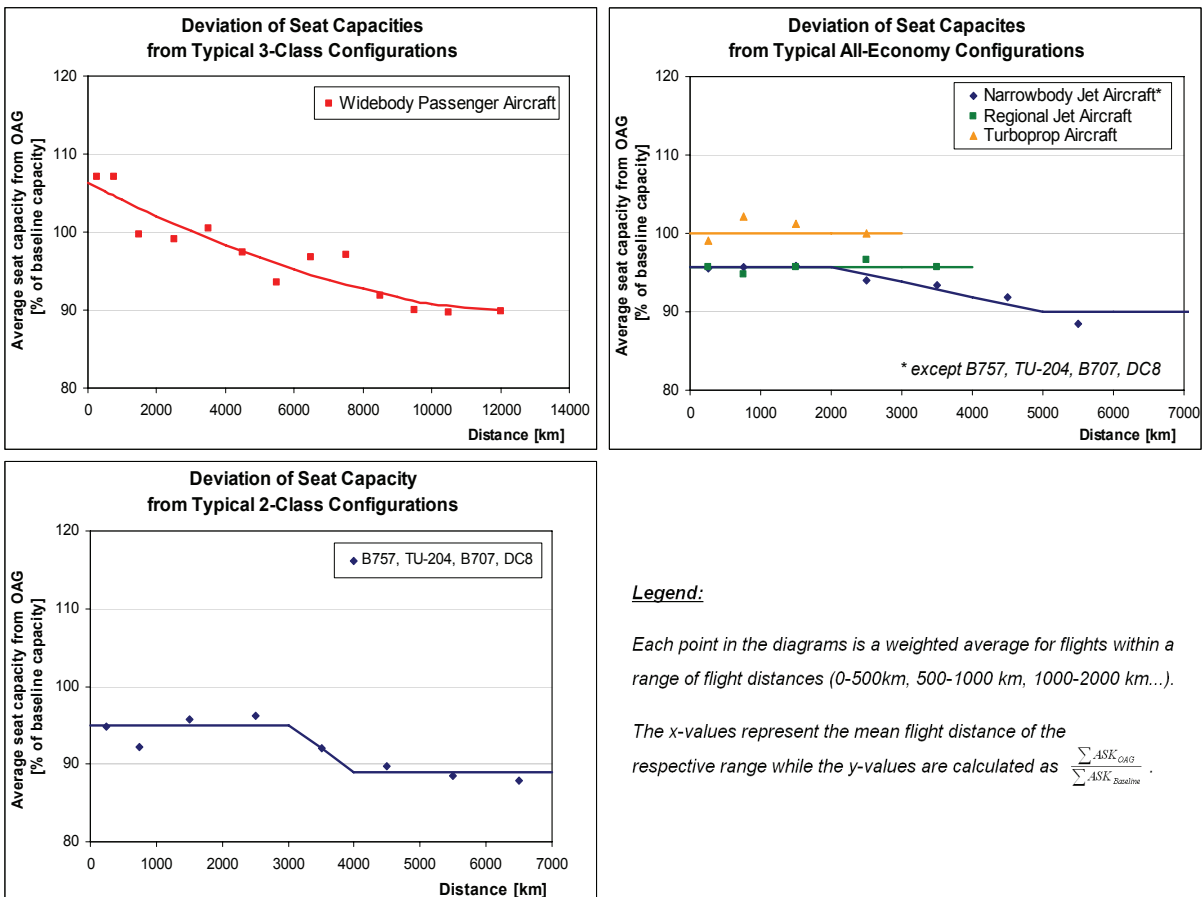 Deviation of Seat Capacities
from Typical 3-Class Configurations
Average seat capacity from OAG
[% of baseline capacity]
120
110
100
90
80
Widebody Passenger Aircraft
0 2000 4000 6000 8000 10000 12000 14000
Distance [km]
Deviation of Seat Capacites
from Typical All-Economy Configurations
Average seat capacity from OAG
[% of baseline capacity]
120
110
100
90
80
Narrowbody Jet Aircraft*
Regional Jet Aircraft
Turboprop Aircraft
* except B757, TU-204, B707, DC8
0 1000 2000 3000 4000 5000 6000 7000
Distance [km]
Deviation of Seat Capacity
from Typical 2-Class Configurations
Average seat capacity from OAG
[% of baseline capacity]
120
110
100
90
80
B757, TU-204, B707, DC8
0 1000 2000 3000 4000 5000 6000 7000
Distance [km]
Legend:
Each point in the diagrams is a weighted average for flights within a
range of flight distances (0-500km, 500-1000 km, 1000-2000 km...).
The x-values represent the mean flight distance of the
respective range while the y-values are calculated as ∑ASK_OAG / ∑ASK_Baseline .